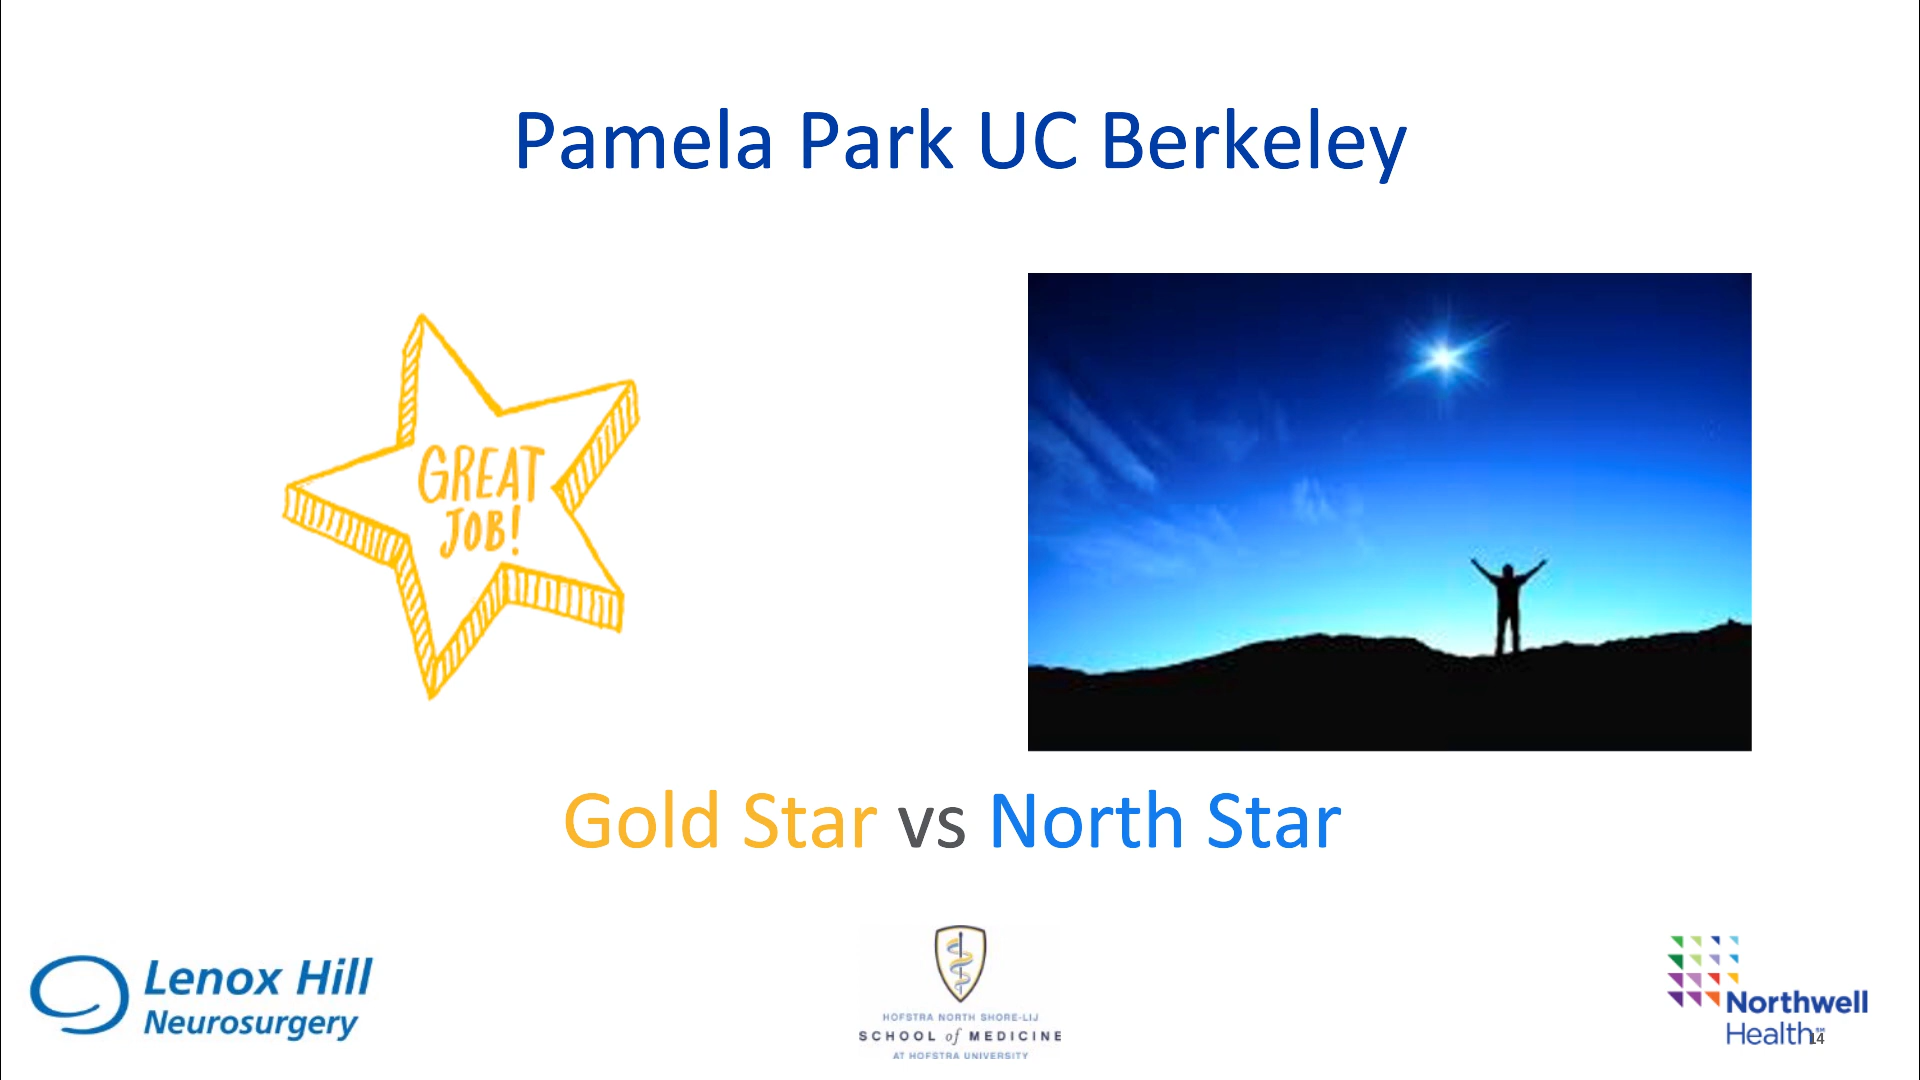 Pamela Park UC Berkeley
GREAT
JOB!
Gold Star vs North Star
Lenox Hill
Neurosurgery
HOFSTRA NORTH SHORE-LIJ
SCHOOL of MEDICINE
AT HOFSTRA UNIVERSITY
Northwell
Health
14